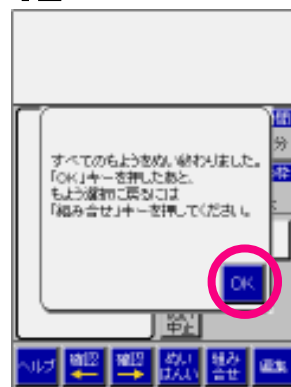 すべてのもようをぬい終わりました。
「OK」キーを押したあと、
もよう選択に戻るには
「組み合せ」キーを押してください。
OK
分
中止
ヘルプ 確認 確認 ぬい 組み 編集
はんい 合せ